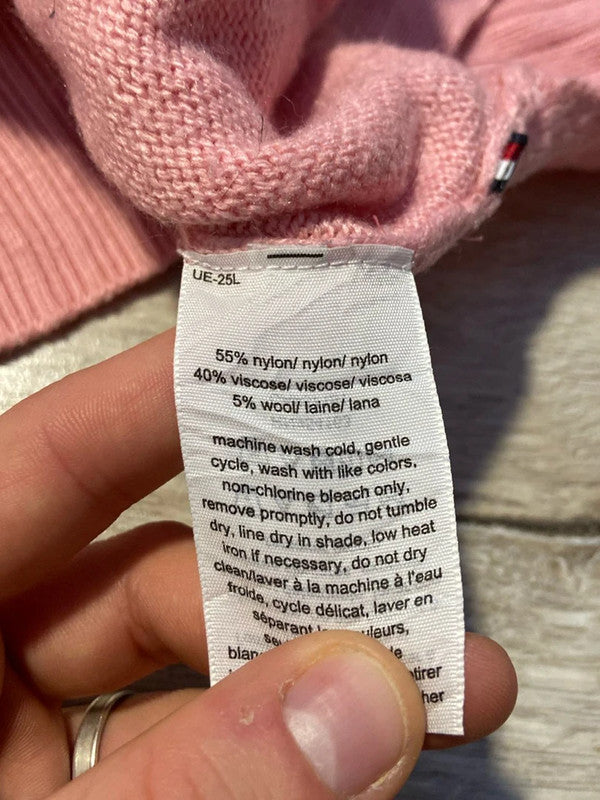 UE-25L
55% nylon/ nylon/ nylon
40% viscose/ viscose/ viscosa
5% wool/ laine/ lana
machine wash cold, gentle
cycle, wash with like colors,
non-chlorine bleach only,
remove promptly, do not tumble
dry, line dry in shade, low heat
iron if necessary, do not dry
clean/laver à la machine à l'eau
froide, cycle délicat, laver en
séparant